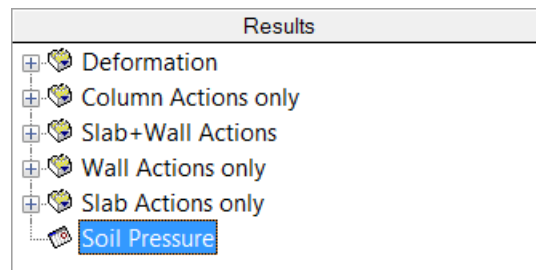 Results
Deformation
Column Actions only
Slab+Wall Actions
Wall Actions only
Slab Actions only
Soil Pressure